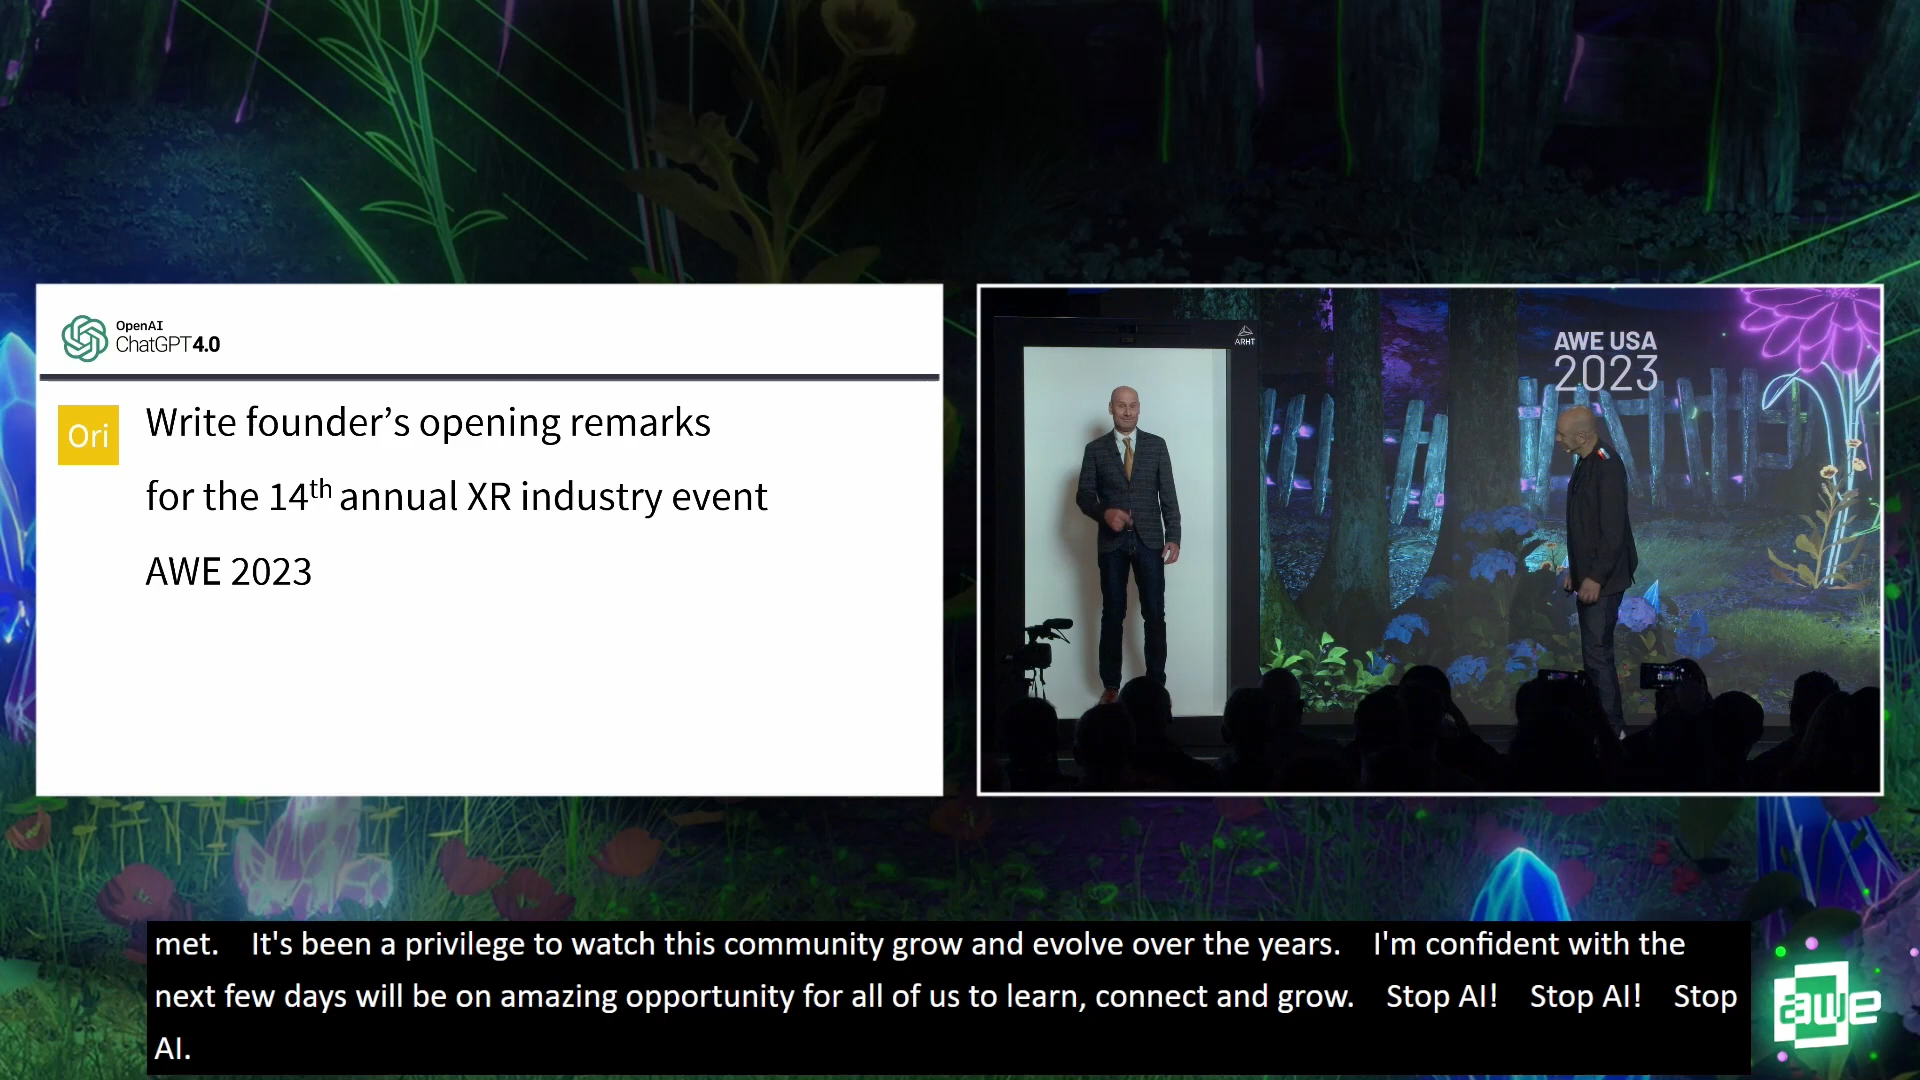 OpenAI
ChatGPT4.0
Ori
Write founder's opening remarks
for the 14th annual XR industry event
AWE 2023
ARHT
AWE USA
2023
met. It's been a privilege to watch this community grow and evolve over the years. I'm confident with the
next few days will be on amazing opportunity for all of us to learn, connect and grow. Stop AI! Stop AI! Stop
AI.
awe